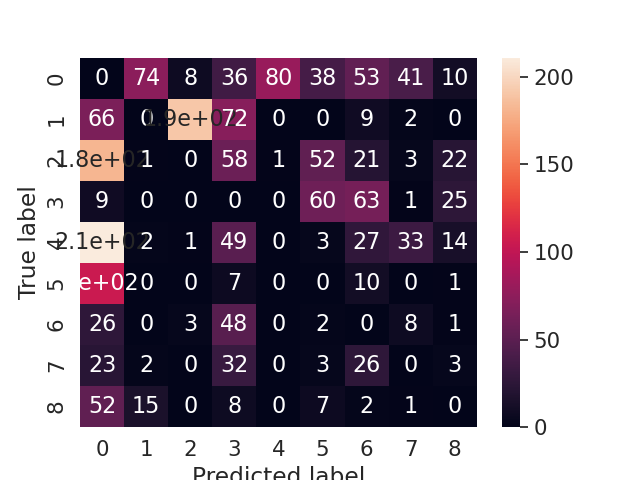 0 0 74 8 36 80 38 53 41 10
1 66 0 1.9e+02 72 0 0 9 2 0
2 1.8e+02 1 0 58 1 52 21 3 22
3 9 0 0 0 0 60 63 1 25
4 2.1e+02 2 1 49 0 3 27 33 14
5 e+02 0 0 7 0 0 10 0 1
6 26 0 3 48 0 2 0 8 1
7 23 2 0 32 0 3 26 0 3
8 52 15 0 8 0 7 2 1 0
0 1 2 3 4 5 6 7 8
Predicted label
True label
200
150
100
50
0